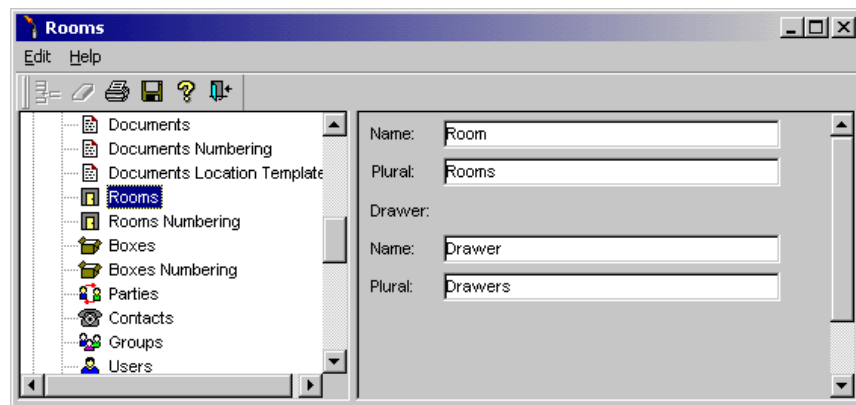 Rooms
Edit Help
Documents
Documents Numbering
Documents Location Template
Rooms
Rooms Numbering
Boxes
Boxes Numbering
Parties
Contacts
Groups
Users
Name: Room
Plural: Rooms
Drawer:
Name: Drawer
Plural: Drawers